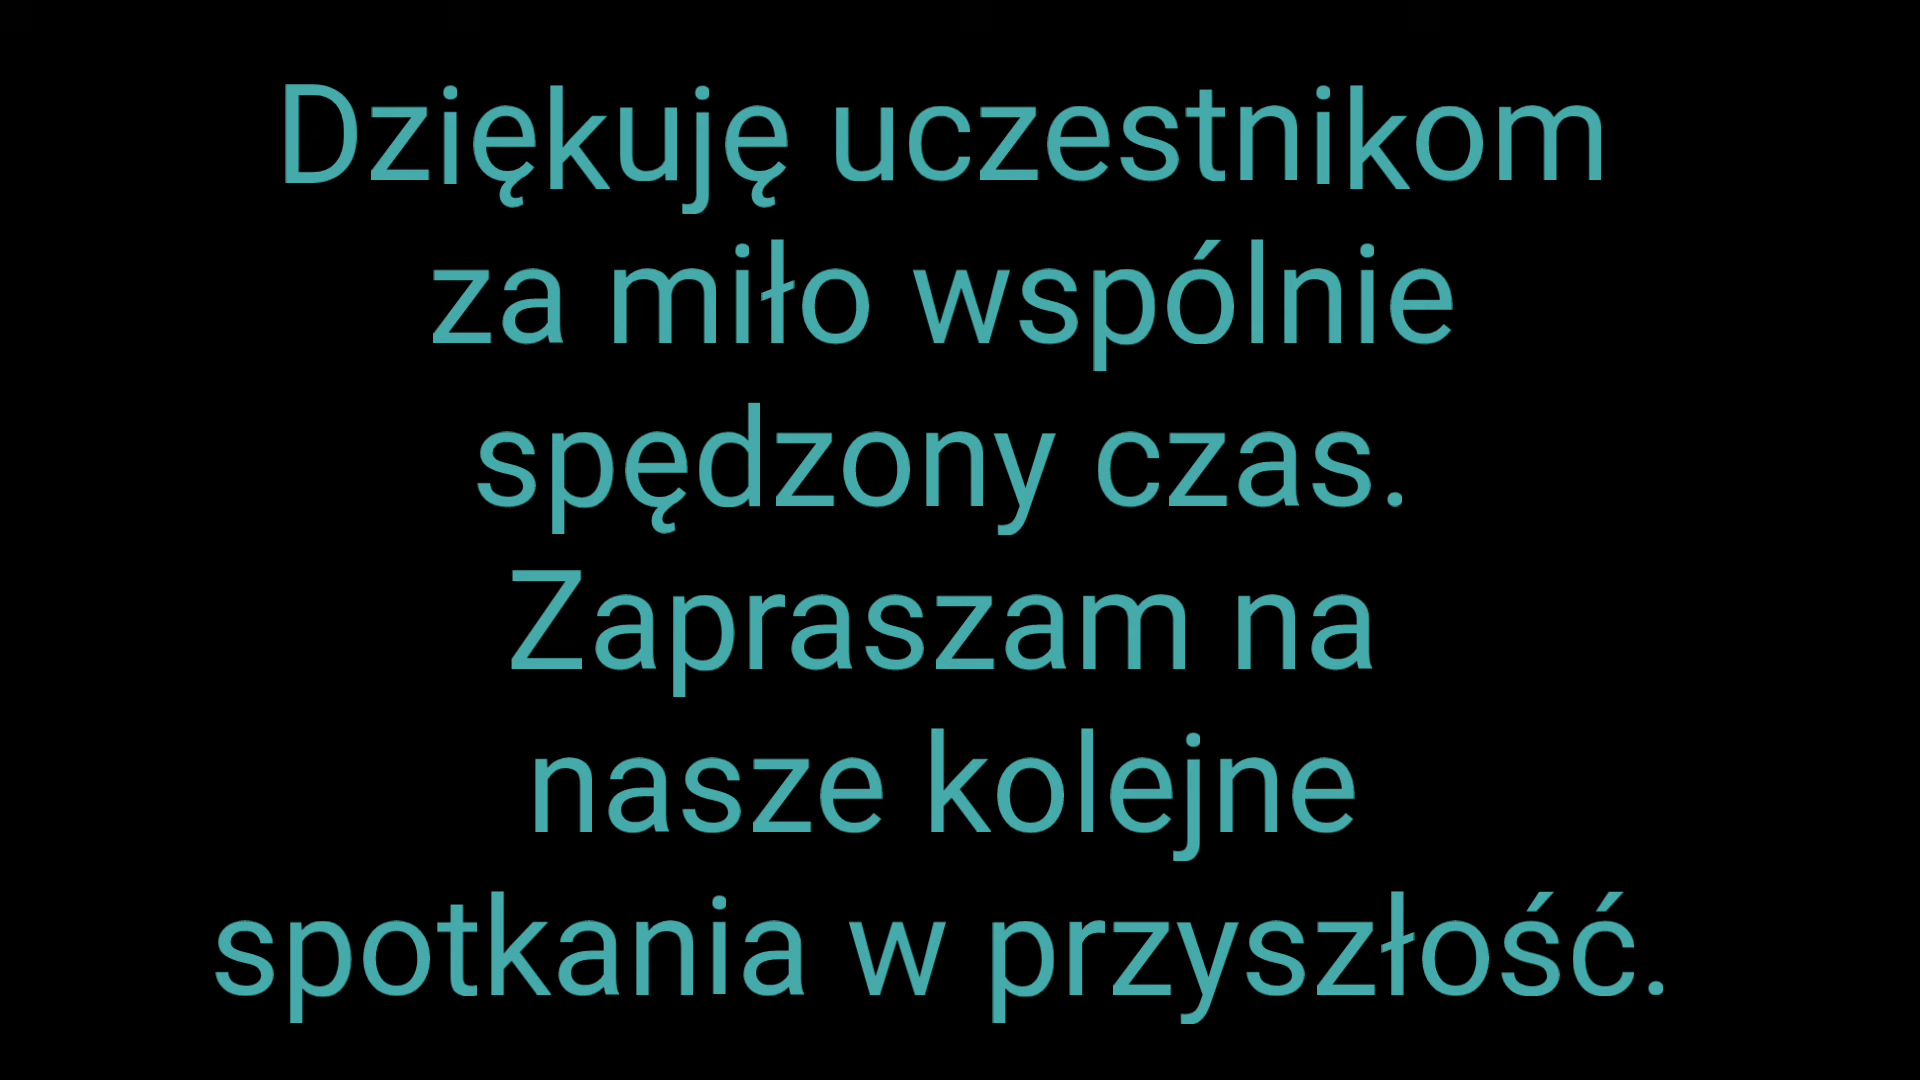 Dziękuję uczestnikom
za miło wspólnie
spędzony czas.
Zapraszam na
nasze kolejne
spotkania w przyszłość.